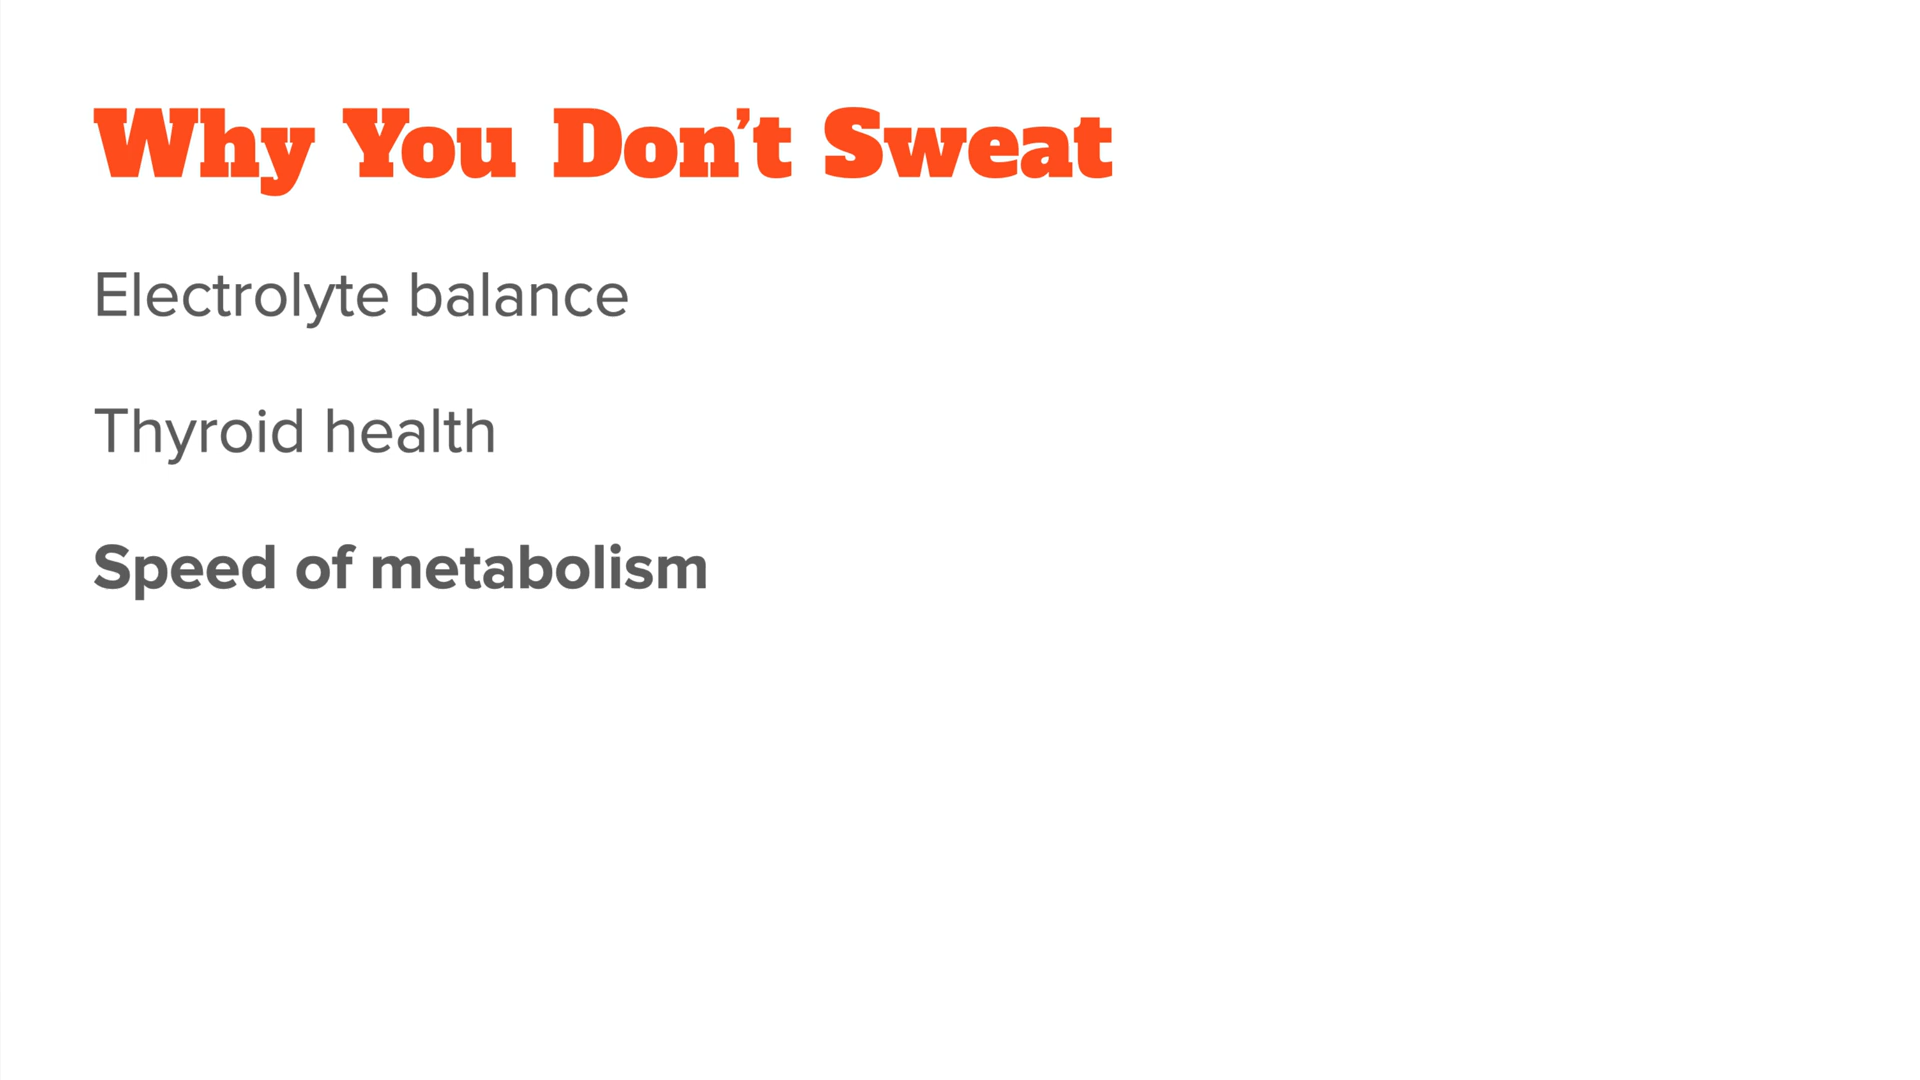 Why You Don’t Sweat
Electrolyte balance
Thyroid health
Speed of metabolism